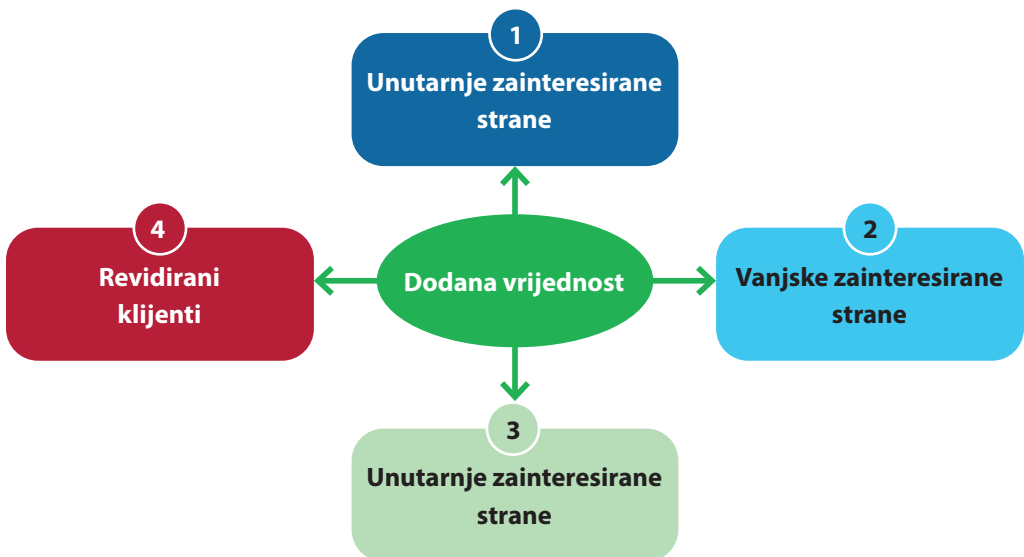 1
Unutarnje zainteresirane
strane
4
Revidirani
klijenti
Dodana vrijednost
2
Vanjske zainteresirane
strane
3
Unutarnje zainteresirane
strane